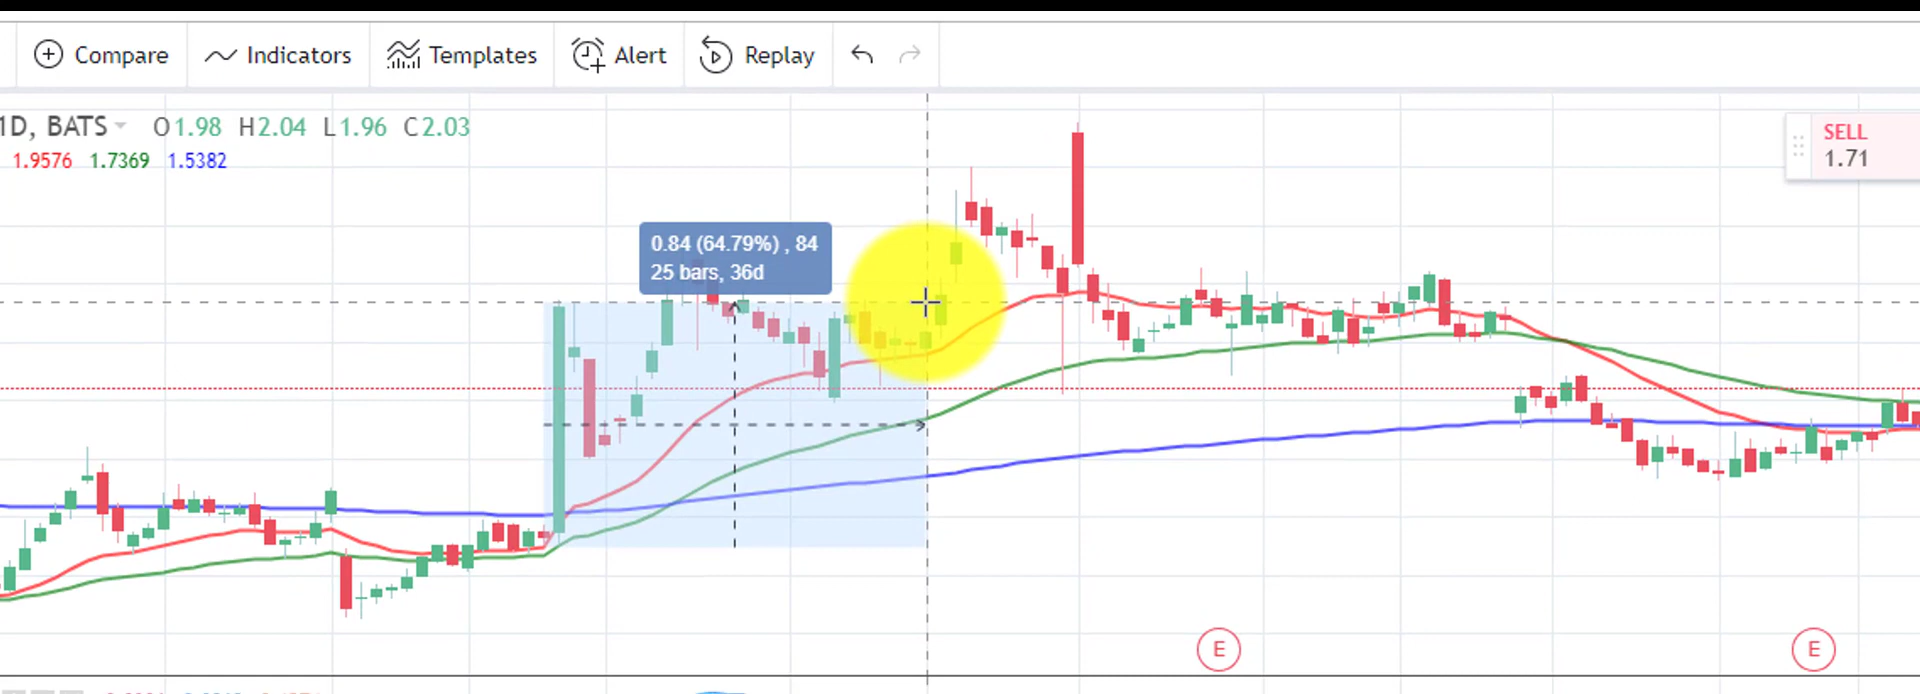 Compare Indicators Templates Alert Replay
1D, BATS O1.98 H2.04 L1.96 C2.03
1.9576 1.7369 1.5382
SELL
1.71
0.84 (64.79%) , 84
25 bars, 36d
E E